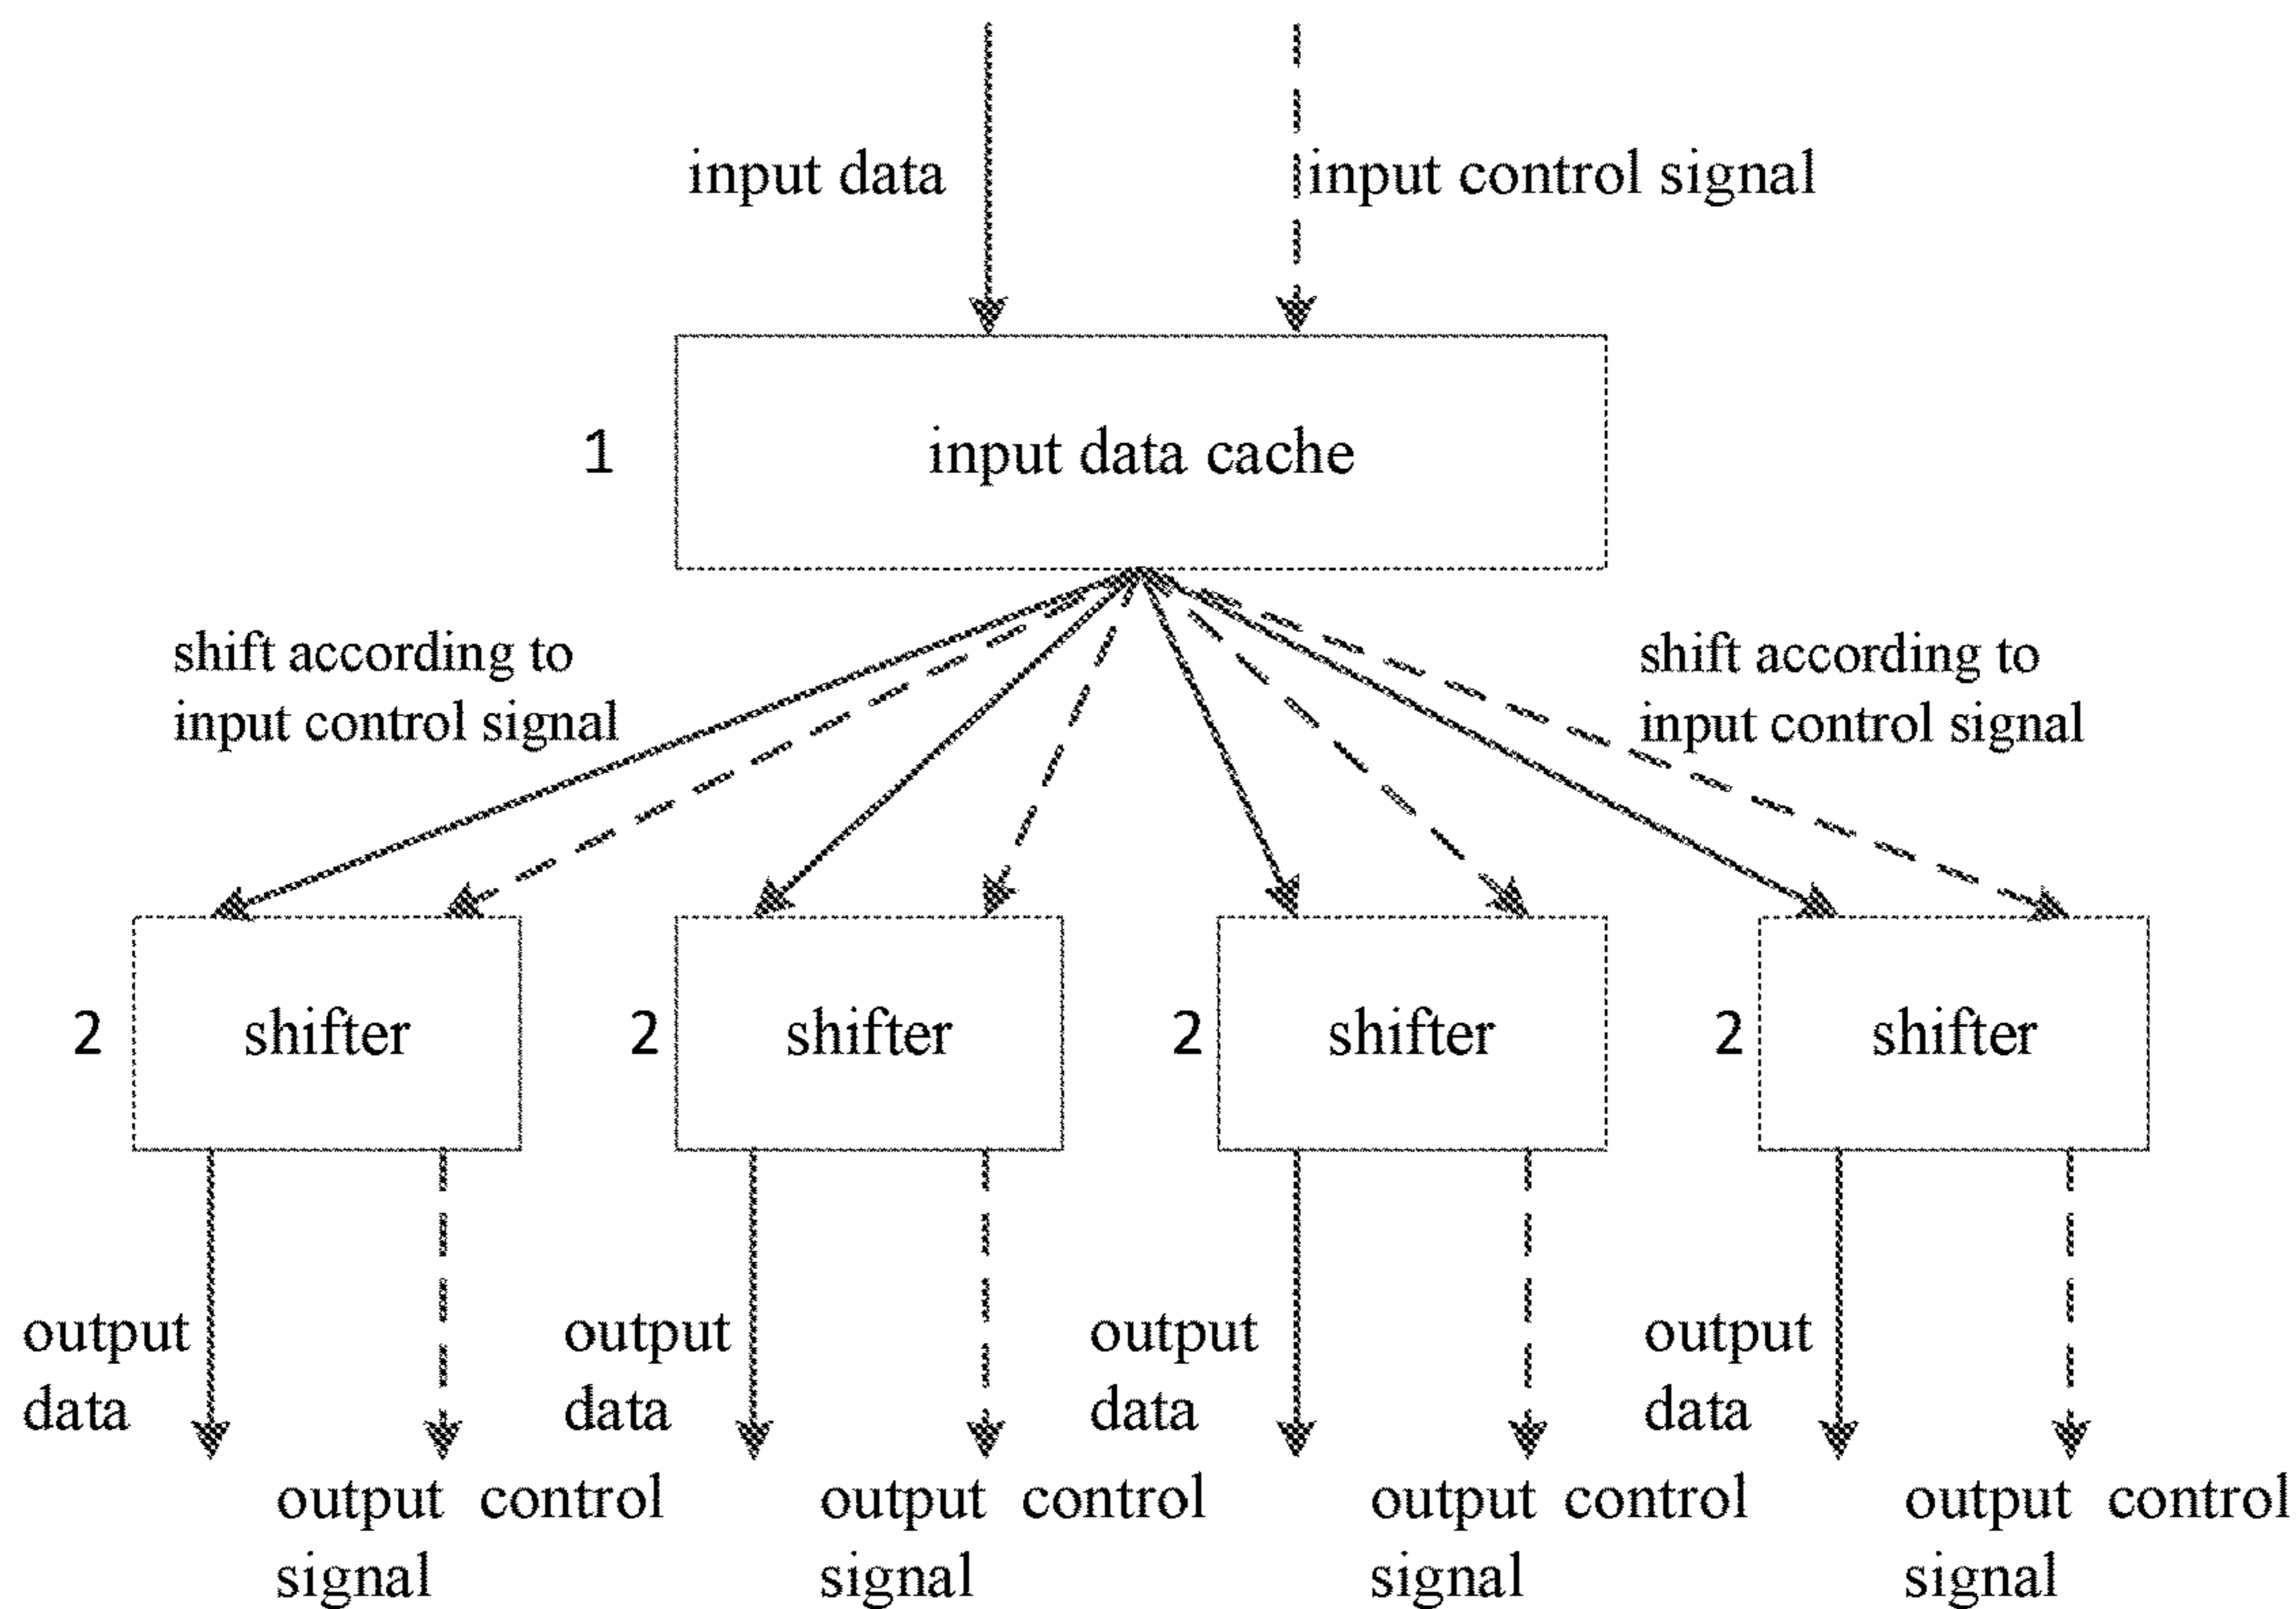 input data
input control signal
1
input data cache
shift according to
input control signal
shift according to
input control signal
2
shifter
2
shifter
2
shifter
2
shifter
output
data
output
data
output
data
output
data
output control
signal
output control
signal
output control
signal
output control
signal